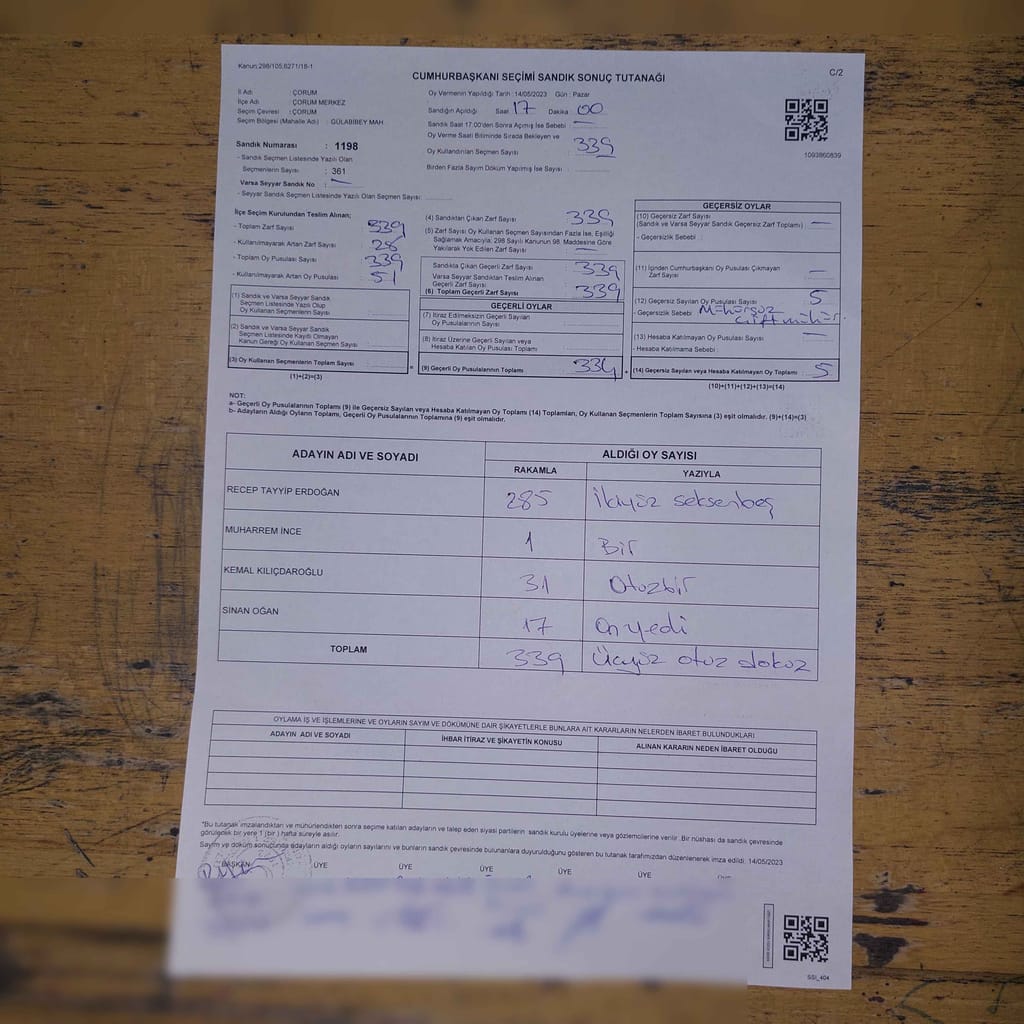 Kanun:298/105,6271/18-1
CUMHURBAŞKANI SEÇİMİ SANDIK SONUÇ TUTANAĞI
C/2
İl Adı : ÇORUM
İlçe Adı : ÇORUM MERKEZ
Seçim Çevresi : ÇORUM
Seçim Bölgesi (Mahalle Adı) : GÜLABİBEY MAH.
Oy Vermenin Yapıldığı Tarih : 14/05/2023 Gün : Pazar
Sandığın Açıldığı Saat 17 Dakika 00
Sandık Saat 17.00'den Sonra Açılmış İse Sebebi : —
Oy Verme Saati Bitiminde Sırada Bekleyen ve
Oy Kullandırılan Seçmen Sayısı : 339
Birden Fazla Sayım Döküm Yapılmış İse Sayısı :
1093860839
Sandık Numarası : 1198
- Sandık Seçmen Listesinde Yazılı Olan
Seçmenlerin Sayısı : 361
Varsa Seyyar Sandık No : —
- Seyyar Sandık Seçmen Listesinde Yazılı Olan Seçmen Sayısı :
İlçe Seçim Kurulundan Teslim Alınan;
- Toplam Zarf Sayısı : 339
- Kullanılmayarak Artan Zarf Sayısı : 28
- Toplam Oy Pusulası Sayısı : 339
- Kullanılmayarak Artan Oy Pusulası : 51
(1) Sandık ve Varsa Seyyar Sandık
Seçmen Listesinde Yazılı Olup
Oy Kullanan Seçmenlerin Sayısı :
(2) Sandık ve Varsa Seyyar Sandık
Seçmen Listesinde Kayıtlı Olmayan
Kanun Gereği Oy Kullanan Seçmen Sayısı :
(3) Oy Kullanan Seçmenlerin Toplam Sayısı :
(1)+(2)=(3)
(4) Sandıktan Çıkan Zarf Sayısı : 339
(5) Zarf Sayısı Oy Kullanan Seçmen Sayısından Fazla İse, Eşitliği
Sağlamak Amacıyla; 298 Sayılı Kanunun 98. Maddesine Göre
Yakılarak Yok Edilen Zarf Sayısı : —
Sandıkta Çıkan Geçerli Zarf Sayısı : 339
Varsa Seyyar Sandıktan Teslim Alınan
Geçerli Zarf Sayısı :
(6) Toplam Geçerli Zarf Sayısı : 339
GEÇERLİ OYLAR
(7) İtiraz Edilmeksizin Geçerli Sayılan
Oy Pusulalarının Sayısı :
(8) İtiraz Üzerine Geçerli Sayılan veya
Hesaba Katılan Oy Pusulası Toplamı :
(9) Geçerli Oy Pusulalarının Toplamı : 334
GEÇERSİZ OYLAR
(10) Geçersiz Zarf Sayısı
(Sandık ve Varsa Seyyar Sandık Geçersiz Zarf Toplamı) : —
- Geçersizlik Sebebi :
(11) İçinden Cumhurbaşkanı Oy Pusulası Çıkmayan
Zarf Sayısı : —
(12) Geçersiz Sayılan Oy Pusulası Sayısı : 5
- Geçersizlik Sebebi : Mühürsüz
çift mühür.
(13) Hesaba Katılmayan Oy Pusulası Sayısı : —
- Hesaba Katılmama Sebebi :
(14) Geçersiz Sayılan veya Hesaba Katılmayan Oy Toplamı : 5
(10)+(11)+(12)+(13)=(14)
NOT:
a- Geçerli Oy Pusulalarının Toplamı (9) ile Geçersiz Sayılan veya Hesaba Katılmayan Oy Toplamı (14) Toplamları, Oy Kullanan Seçmenlerin Toplam Sayısına (3) eşit olmalıdır. (9)+(14)=(3)
b- Adayların Aldığı Oyların Toplamı, Geçerli Oy Pusulalarının Toplamına (9) eşit olmalıdır.
ADAYIN ADI VE SOYADI
ALDIĞI OY SAYISI
RAKAMLA YAZIYLA
RECEP TAYYİP ERDOĞAN 285 İkiyüz seksenbeş
MUHARREM İNCE 1 Bir
KEMAL KILIÇDAROĞLU 31 Otuzbir
SİNAN OĞAN 17 Onyedi
TOPLAM 339 Üçyüz otuz dokuz
OYLAMA İŞ VE İŞLEMLERİNE VE OYLARIN SAYIM VE DÖKÜMÜNE DAİR ŞİKAYETLERLE BUNLARA AİT KARARLARIN NELERDEN İBARET BULUNDUKLARI
ADAYIN ADI VE SOYADI İHBAR İTİRAZ VE ŞİKAYETİN KONUSU ALINAN KARARIN NEDEN İBARET OLDUĞU
"Bu tutanak imzalandıktan ve mühürlendikten sonra seçime katılan adayların ve talep eden siyasi partilerin sandık kurulu üyelerine veya gözlemcilerine verilir. Bir nüshası da sandık çevresinde
görülecek bir yere 1 (bir) hafta süreyle asılır.
Sayım ve döküm sonucunda adayların aldığı oyların sayılarını ve bunların sandık çevresinde bulunanlara duyurulduğunu gösteren bu tutanak tarafımızdan düzenlenerek imza edildi. 14/05/2023
BAŞKAN ÜYE ÜYE ÜYE ÜYE ÜYE ÜYE
SSI_404